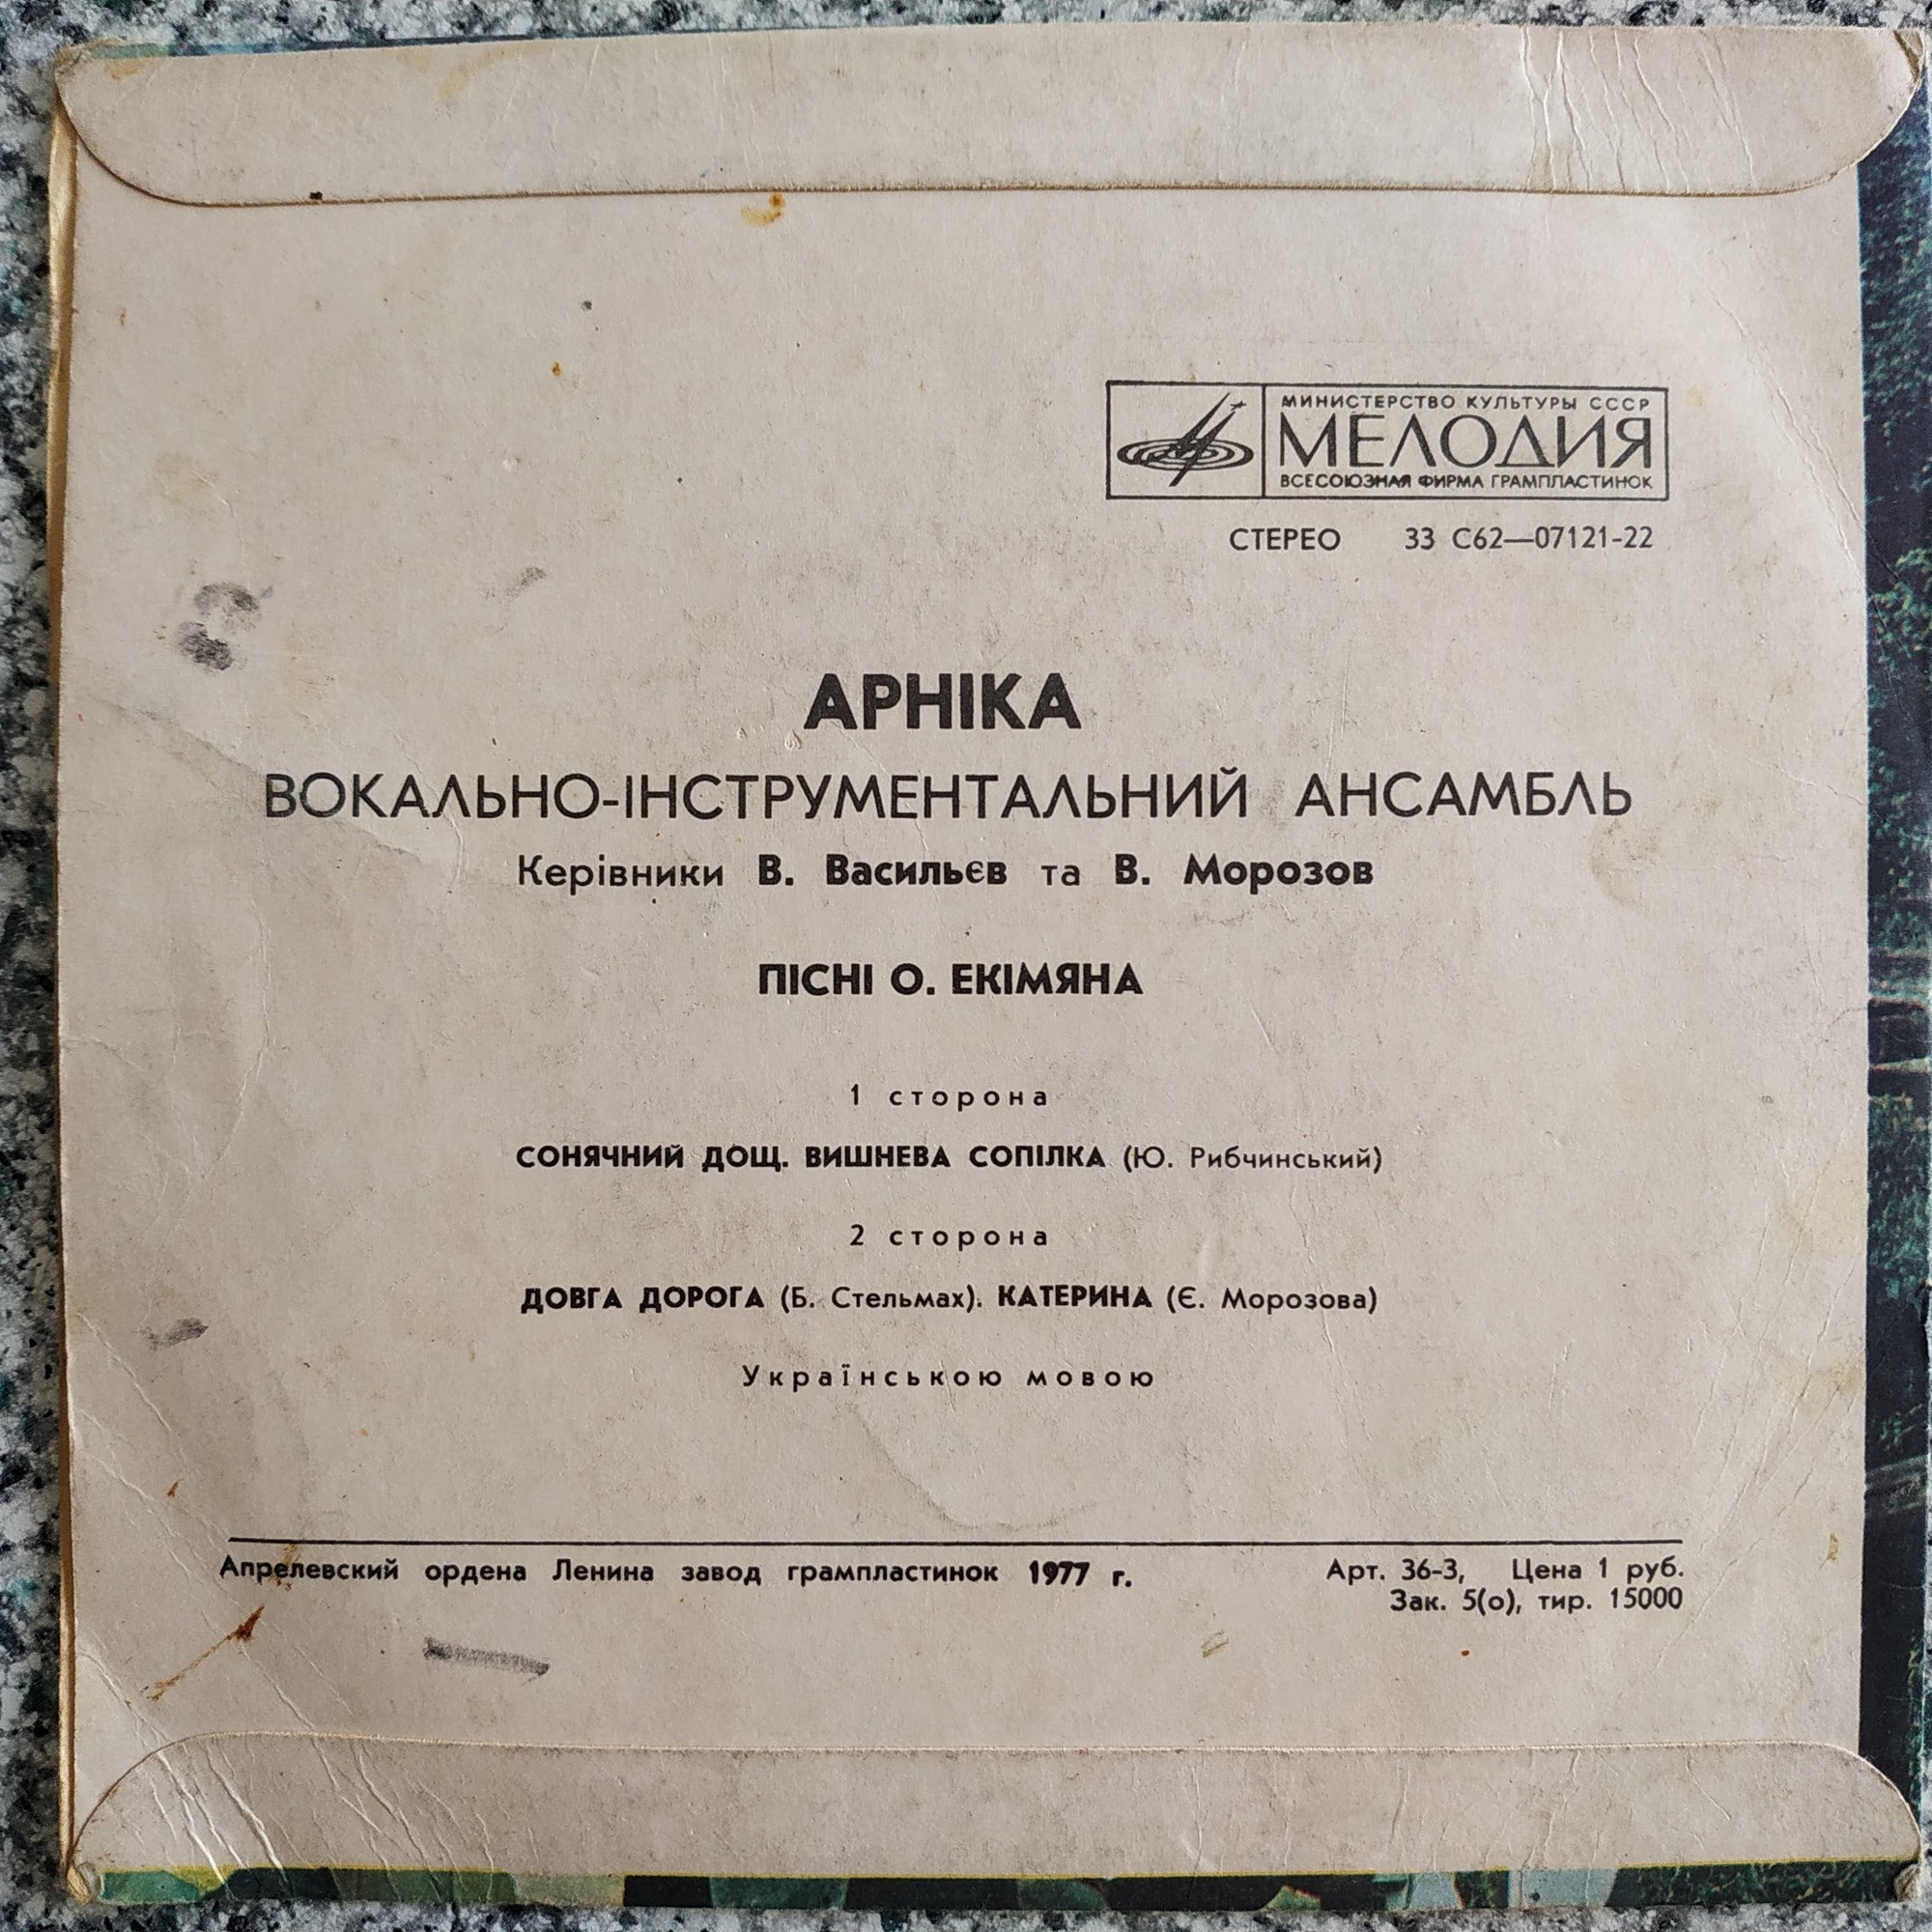 МИНИСТЕРСТВО КУЛЬТУРЫ СССР
МЕЛОДИЯ
ВСЕСОЮЗНАЯ ФИРМА ГРАМПЛАСТИНОК
СТЕРЕО 33 С62—07121-22
АРНІКА
ВОКАЛЬНО-ІНСТРУМЕНТАЛЬНИЙ АНСАМБЛЬ
Керівники В. Васильєв та В. Морозов
ПІСНІ О. ЕКІМЯНА
1 сторона
СОНЯЧНИЙ ДОЩ. ВИШНЕВА СОПІЛКА (Ю. Рибчинський)
2 сторона
ДОВГА ДОРОГА (Б. Стельмах). КАТЕРИНА (Є. Морозова)
Українською мовою
Апрелевский ордена Ленина завод грампластинок 1977 г. Арт. 36-3, Цена 1 руб.
Зак. 5(о), тир. 15000